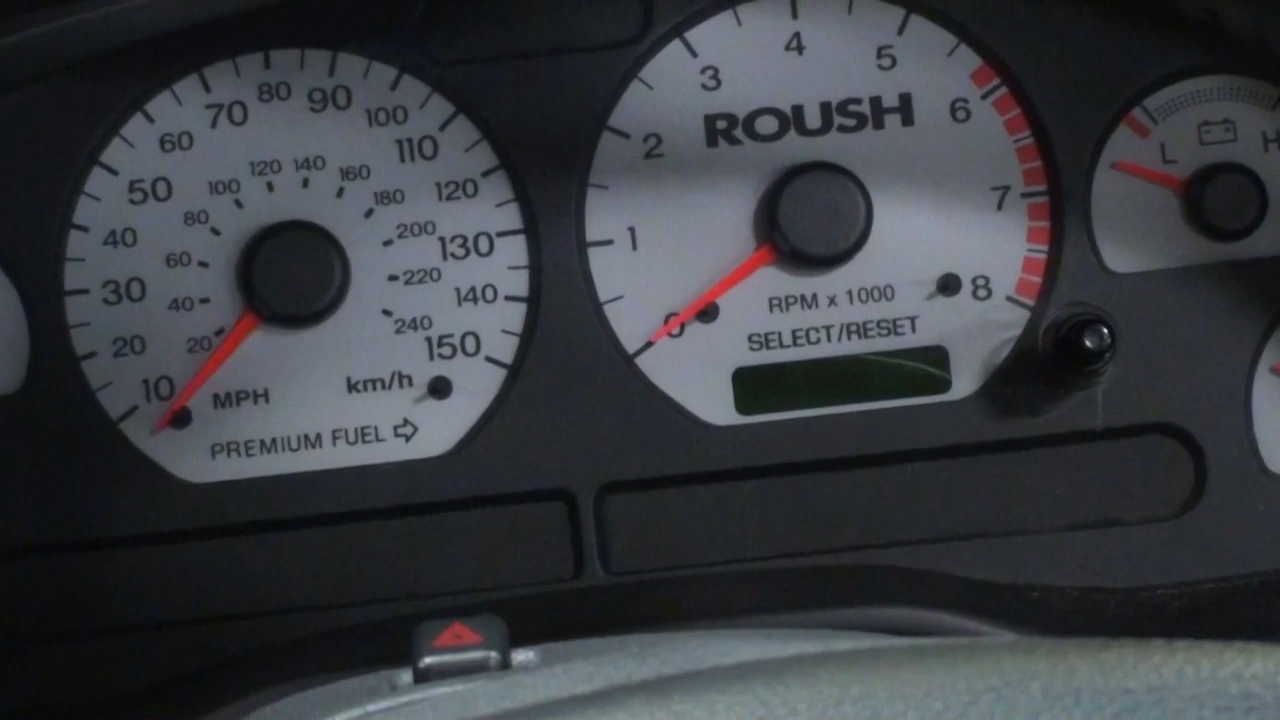 10 20 30 40 50 60 70 80 90 100 110 120 130 140 150
20 40 60 80 100 120 140 160 180 200 220 240
MPH km/h
PREMIUM FUEL
0 1 2 3 4 5 6 7 8
ROUSH
RPM x 1000
SELECT/RESET
L H